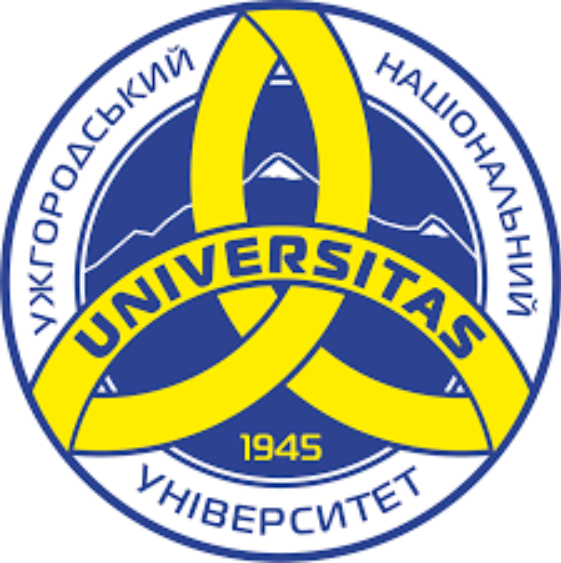 УЖГОРОДСЬКИЙ
НАЦІОНАЛЬНИЙ
УНІВЕРСИТЕТ
UNIVERSITAS
1945